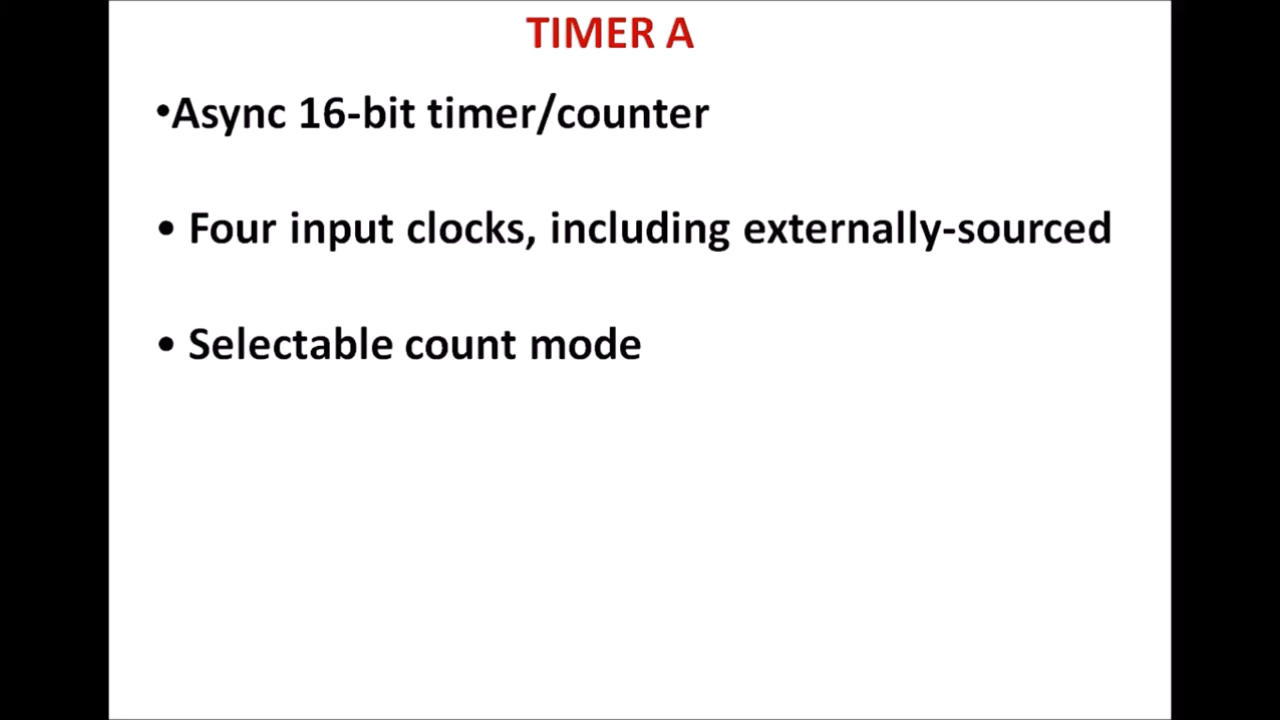 TIMER A
•Async 16-bit timer/counter
• Four input clocks, including externally-sourced
• Selectable count mode